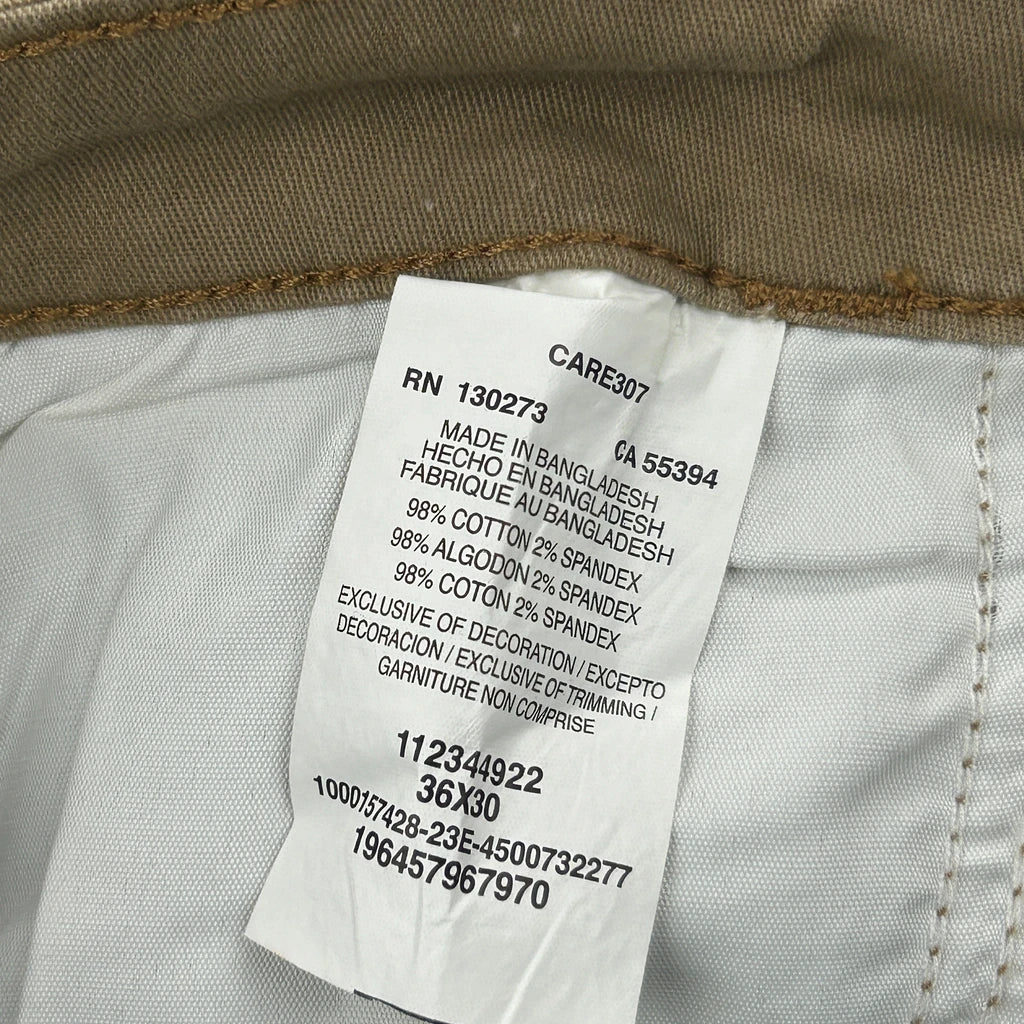 CARE307
RN 130273
CA 55394
MADE IN BANGLADESH
HECHO EN BANGLADESH
FABRIQUE AU BANGLADESH
98% COTTON 2% SPANDEX
98% ALGODON 2% SPANDEX
98% COTON 2% SPANDEX
EXCLUSIVE OF DECORATION / EXCEPTO
DECORACION / EXCLUSIVE OF TRIMMING /
GARNITURE NON COMPRISE
112344922
36X30
1000157428-23E-4500732277
196457967970